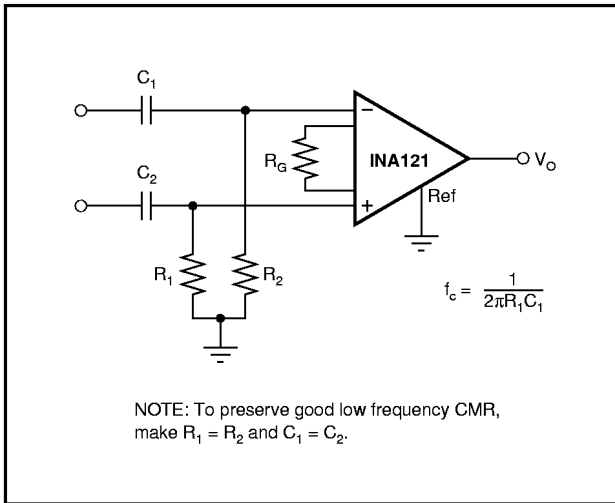 C1
C2
RG
INA121
−
+
VO
Ref
R1
R2
fc = 1 / 2πR1C1
NOTE: To preserve good low frequency CMR,
make R1 = R2 and C1 = C2.